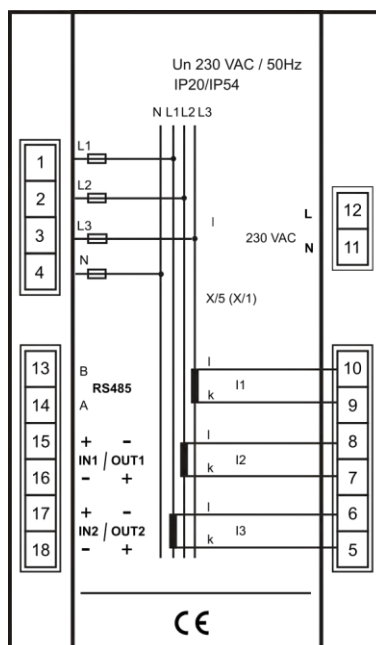 Un 230 VAC / 50Hz
IP20/IP54
N L1 L2 L3
1 L1
2 L2
3 L3 I
4 N
L 12
230 VAC
N 11
X/5 (X/1)
13 B
RS485
14 A
15 + -
IN1 / OUT1
16 - +
17 + -
IN2 / OUT2
18 - +
l 10
I1
k 9
l 8
I2
k 7
l 6
I3
k 5
CE